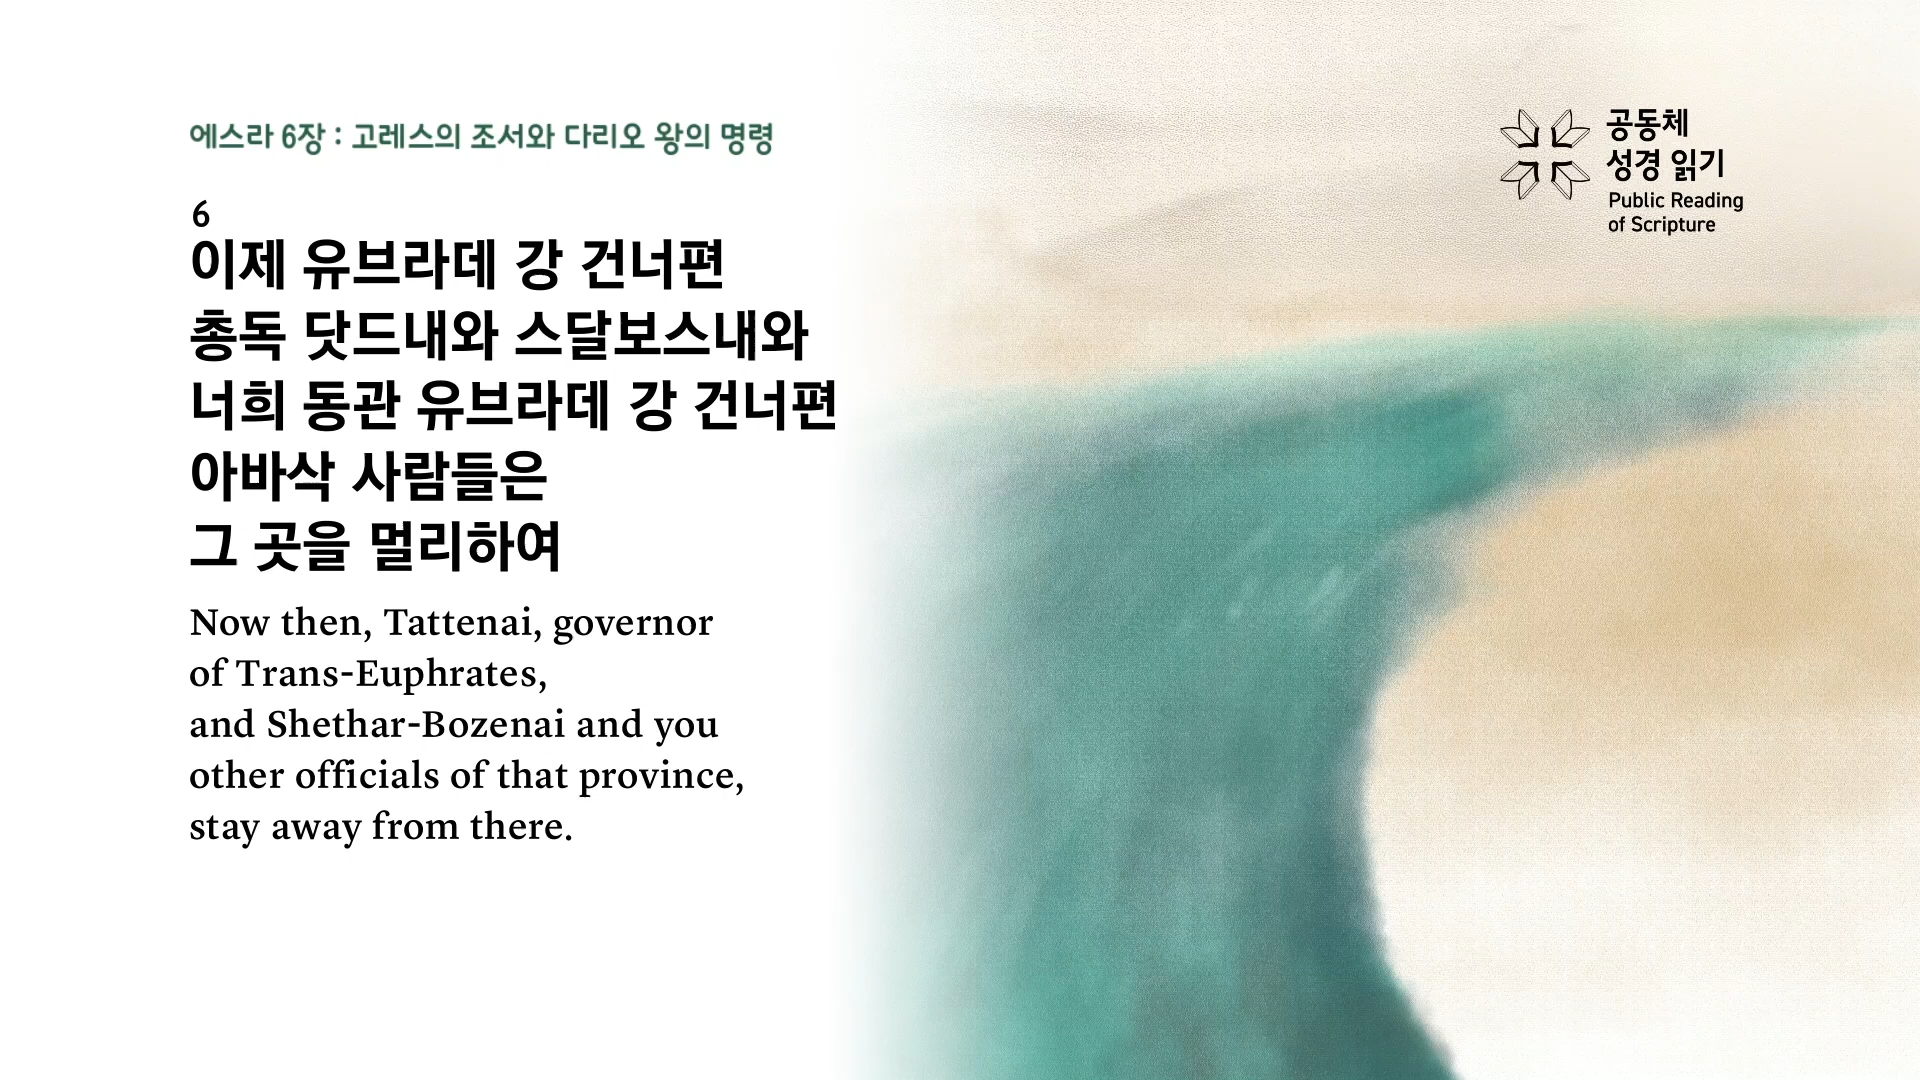 에스라 6장 : 고레스의 조서와 다리오 왕의 명령
6
이제 유브라데 강 건너편
총독 닷드내와 스달보스내와
너희 동관 유브라데 강 건너편
아바삭 사람들은
그 곳을 멀리하여
Now then, Tattenai, governor
of Trans-Euphrates,
and Shethar-Bozenai and you
other officials of that province,
stay away from there.
공동체
성경 읽기
Public Reading
of Scripture